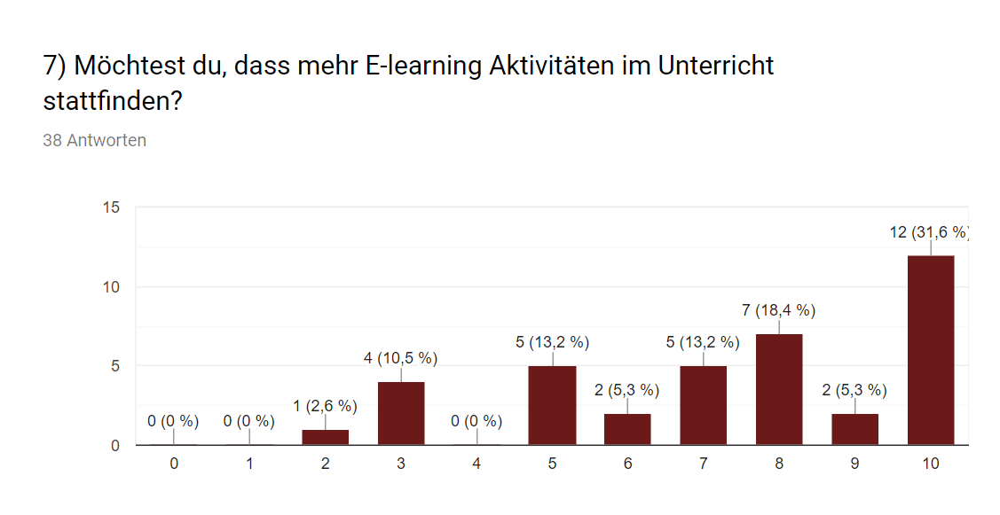 7) Möchtest du, dass mehr E-learning Aktivitäten im Unterricht
stattfinden?
38 Antworten
15
10
5
0
0 (0 %)
0 (0 %)
1 (2,6 %)
4 (10,5 %)
0 (0 %)
5 (13,2 %)
2 (5,3 %)
5 (13,2 %)
7 (18,4 %)
2 (5,3 %)
12 (31,6 %)
0 1 2 3 4 5 6 7 8 9 10